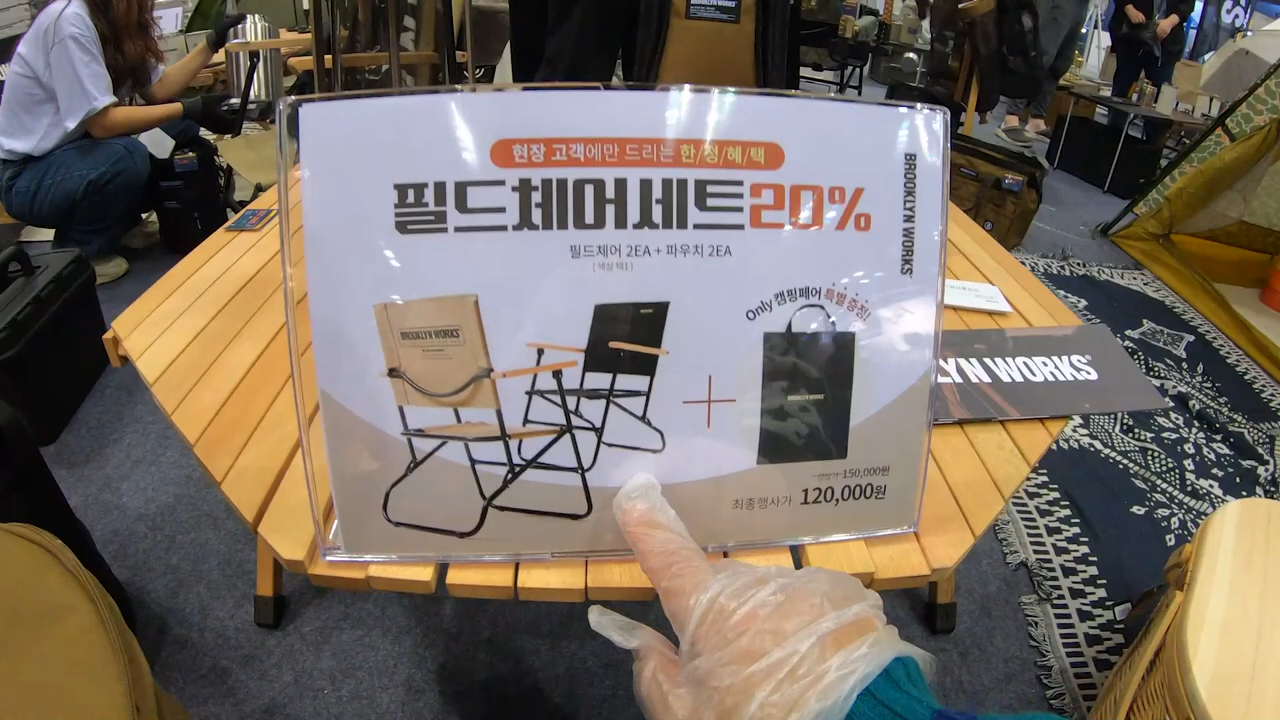 BROOKLYN WORKS
현장 고객에만 드리는 한/정/혜/택
필드체어세트20%
BROOKLYN WORKS
필드체어 2EA + 파우치 2EA
(색상 택1)
Only 캠핑페어 특별 증정!
BROOKLYN WORKS
BROOKLYN WORKS
LYN WORKS
150,000원
최종행사가 120,000원